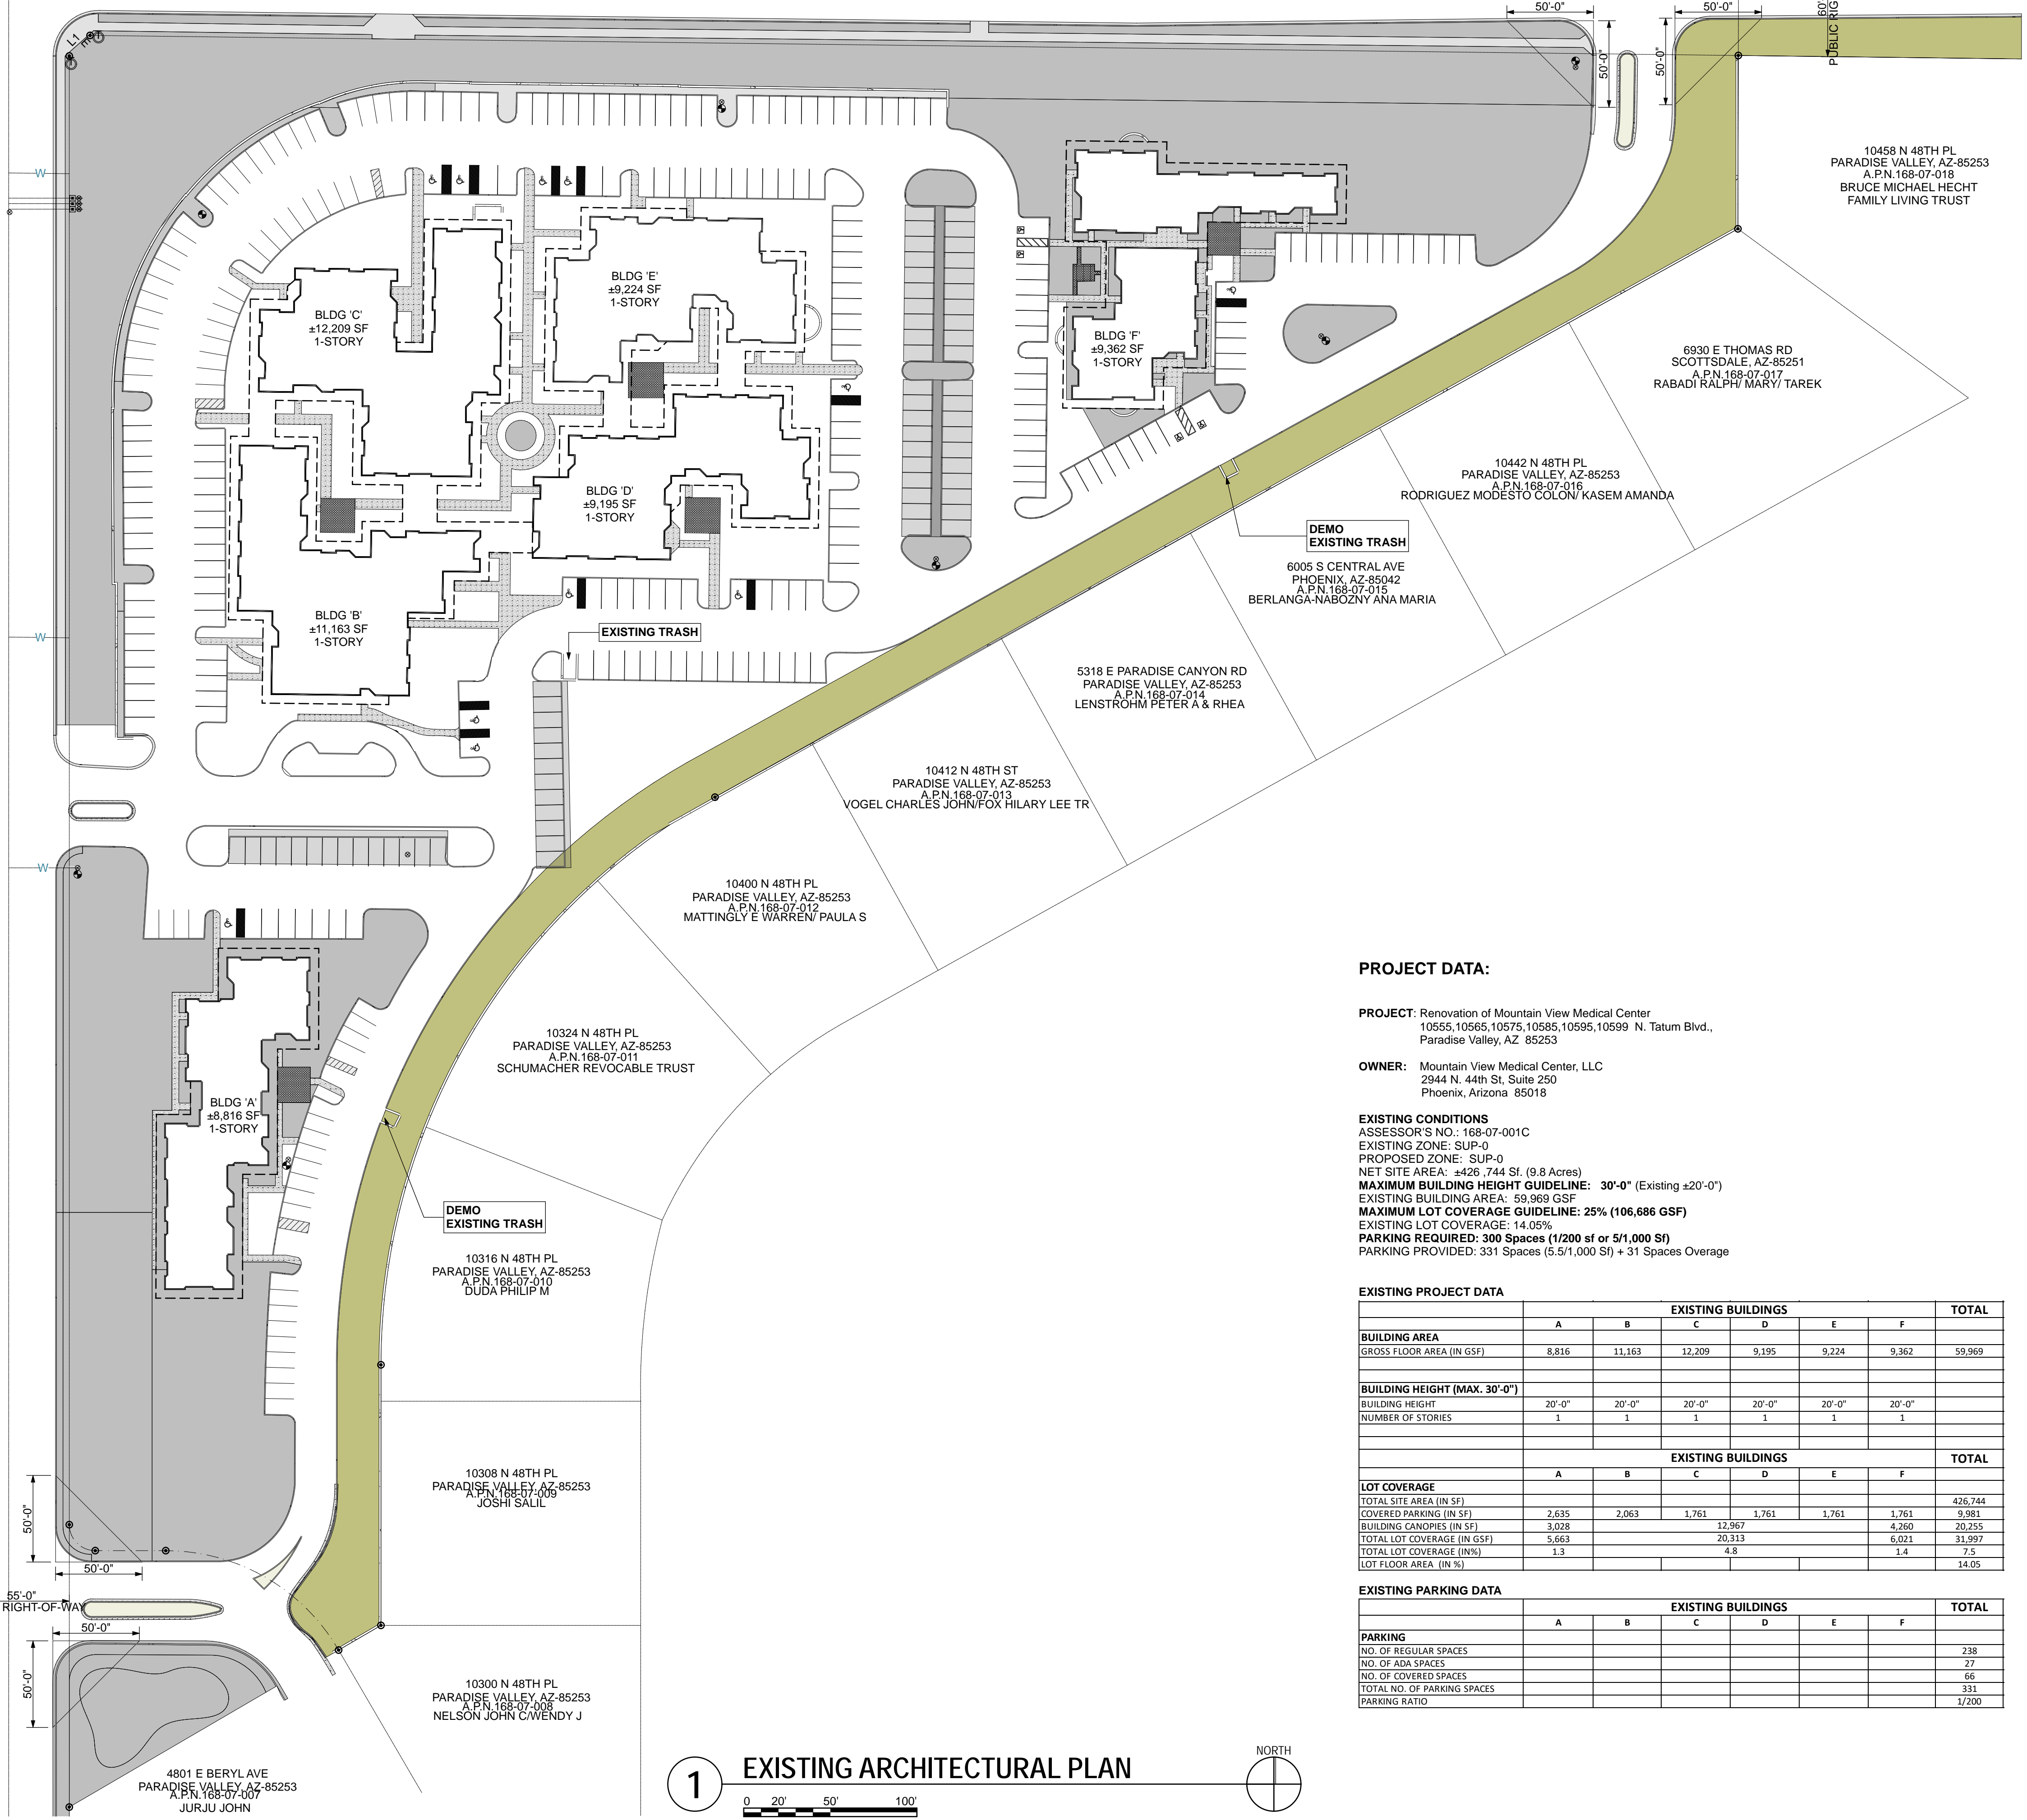 50'-0"
50'-0"
60'
PUBLIC RIG
50'-0"
50'-0"
L1
W
W
W
10458 N 48TH PL
PARADISE VALLEY, AZ-85253
A.P.N.168-07-018
BRUCE MICHAEL HECHT
FAMILY LIVING TRUST
BLDG 'E'
±9,224 SF
1-STORY
BLDG 'C'
±12,209 SF
1-STORY
BLDG 'F'
±9,362 SF
1-STORY
6930 E THOMAS RD
SCOTTSDALE, AZ-85251
A.P.N.168-07-017
RABADI RALPH/ MARY/ TAREK
10442 N 48TH PL
PARADISE VALLEY, AZ-85253
A.P.N.168-07-016
RODRIGUEZ MODESTO COLON/ KASEM AMANDA
BLDG 'D'
±9,195 SF
1-STORY
DEMO
EXISTING TRASH
6005 S CENTRAL AVE
PHOENIX, AZ-85042
A.P.N.168-07-015
BERLANGA-NABOZNY ANA MARIA
BLDG 'B'
±11,163 SF
1-STORY
EXISTING TRASH
5318 E PARADISE CANYON RD
PARADISE VALLEY, AZ-85253
A.P.N.168-07-014
LENSTROHM PETER A & RHEA
10412 N 48TH ST
PARADISE VALLEY, AZ-85253
A.P.N.168-07-013
VOGEL CHARLES JOHN/FOX HILARY LEE TR
10400 N 48TH PL
PARADISE VALLEY, AZ-85253
A.P.N.168-07-012
MATTINGLY E WARREN/ PAULA S
10324 N 48TH PL
PARADISE VALLEY, AZ-85253
A.P.N.168-07-011
SCHUMACHER REVOCABLE TRUST
BLDG 'A'
±8,816 SF
1-STORY
DEMO
EXISTING TRASH
10316 N 48TH PL
PARADISE VALLEY, AZ-85253
A.P.N.168-07-010
DUDA PHILIP M
10308 N 48TH PL
PARADISE VALLEY, AZ-85253
A.P.N.168-07-009
JOSHI SALIL
50'-0"
50'-0"
55'-0"
RIGHT-OF-WAY
50'-0"
50'-0"
10300 N 48TH PL
PARADISE VALLEY, AZ-85253
A.P.N.168-07-008
NELSON JOHN C/WENDY J
4801 E BERYL AVE
PARADISE VALLEY, AZ-85253
A.P.N.168-07-007
JURJU JOHN
PROJECT DATA:
PROJECT: Renovation of Mountain View Medical Center
10555,10565,10575,10585,10595,10599 N. Tatum Blvd.,
Paradise Valley, AZ 85253
OWNER: Mountain View Medical Center, LLC
2944 N. 44th St, Suite 250
Phoenix, Arizona 85018
EXISTING CONDITIONS
ASSESSOR'S NO.: 168-07-001C
EXISTING ZONE: SUP-0
PROPOSED ZONE: SUP-0
NET SITE AREA: ±426 ,744 Sf. (9.8 Acres)
MAXIMUM BUILDING HEIGHT GUIDELINE: 30'-0" (Existing ±20'-0")
EXISTING BUILDING AREA: 59,969 GSF
MAXIMUM LOT COVERAGE GUIDELINE: 25% (106,686 GSF)
EXISTING LOT COVERAGE: 14.05%
PARKING REQUIRED: 300 Spaces (1/200 sf or 5/1,000 Sf)
PARKING PROVIDED: 331 Spaces (5.5/1,000 Sf) + 31 Spaces Overage
EXISTING PROJECT DATA
EXISTING BUILDINGS TOTAL
A B C D E F
BUILDING AREA
GROSS FLOOR AREA (IN GSF) 8,816 11,163 12,209 9,195 9,224 9,362 59,969
BUILDING HEIGHT (MAX. 30'-0")
BUILDING HEIGHT 20'-0" 20'-0" 20'-0" 20'-0" 20'-0" 20'-0"
NUMBER OF STORIES 1 1 1 1 1 1
EXISTING BUILDINGS TOTAL
A B C D E F
LOT COVERAGE
TOTAL SITE AREA (IN SF) 426,744
COVERED PARKING (IN SF) 2,635 2,063 1,761 1,761 1,761 1,761 9,981
BUILDING CANOPIES (IN SF) 3,028 12,967 4,260 20,255
TOTAL LOT COVERAGE (IN GSF) 5,663 20,313 6,021 31,997
TOTAL LOT COVERAGE (IN%) 1.3 4.8 1.4 7.5
LOT FLOOR AREA (IN %) 14.05
EXISTING PARKING DATA
EXISTING BUILDINGS TOTAL
A B C D E F
PARKING
NO. OF REGULAR SPACES 238
NO. OF ADA SPACES 27
NO. OF COVERED SPACES 66
TOTAL NO. OF PARKING SPACES 331
PARKING RATIO 1/200
1 EXISTING ARCHITECTURAL PLAN
NORTH
0 20' 50' 100'